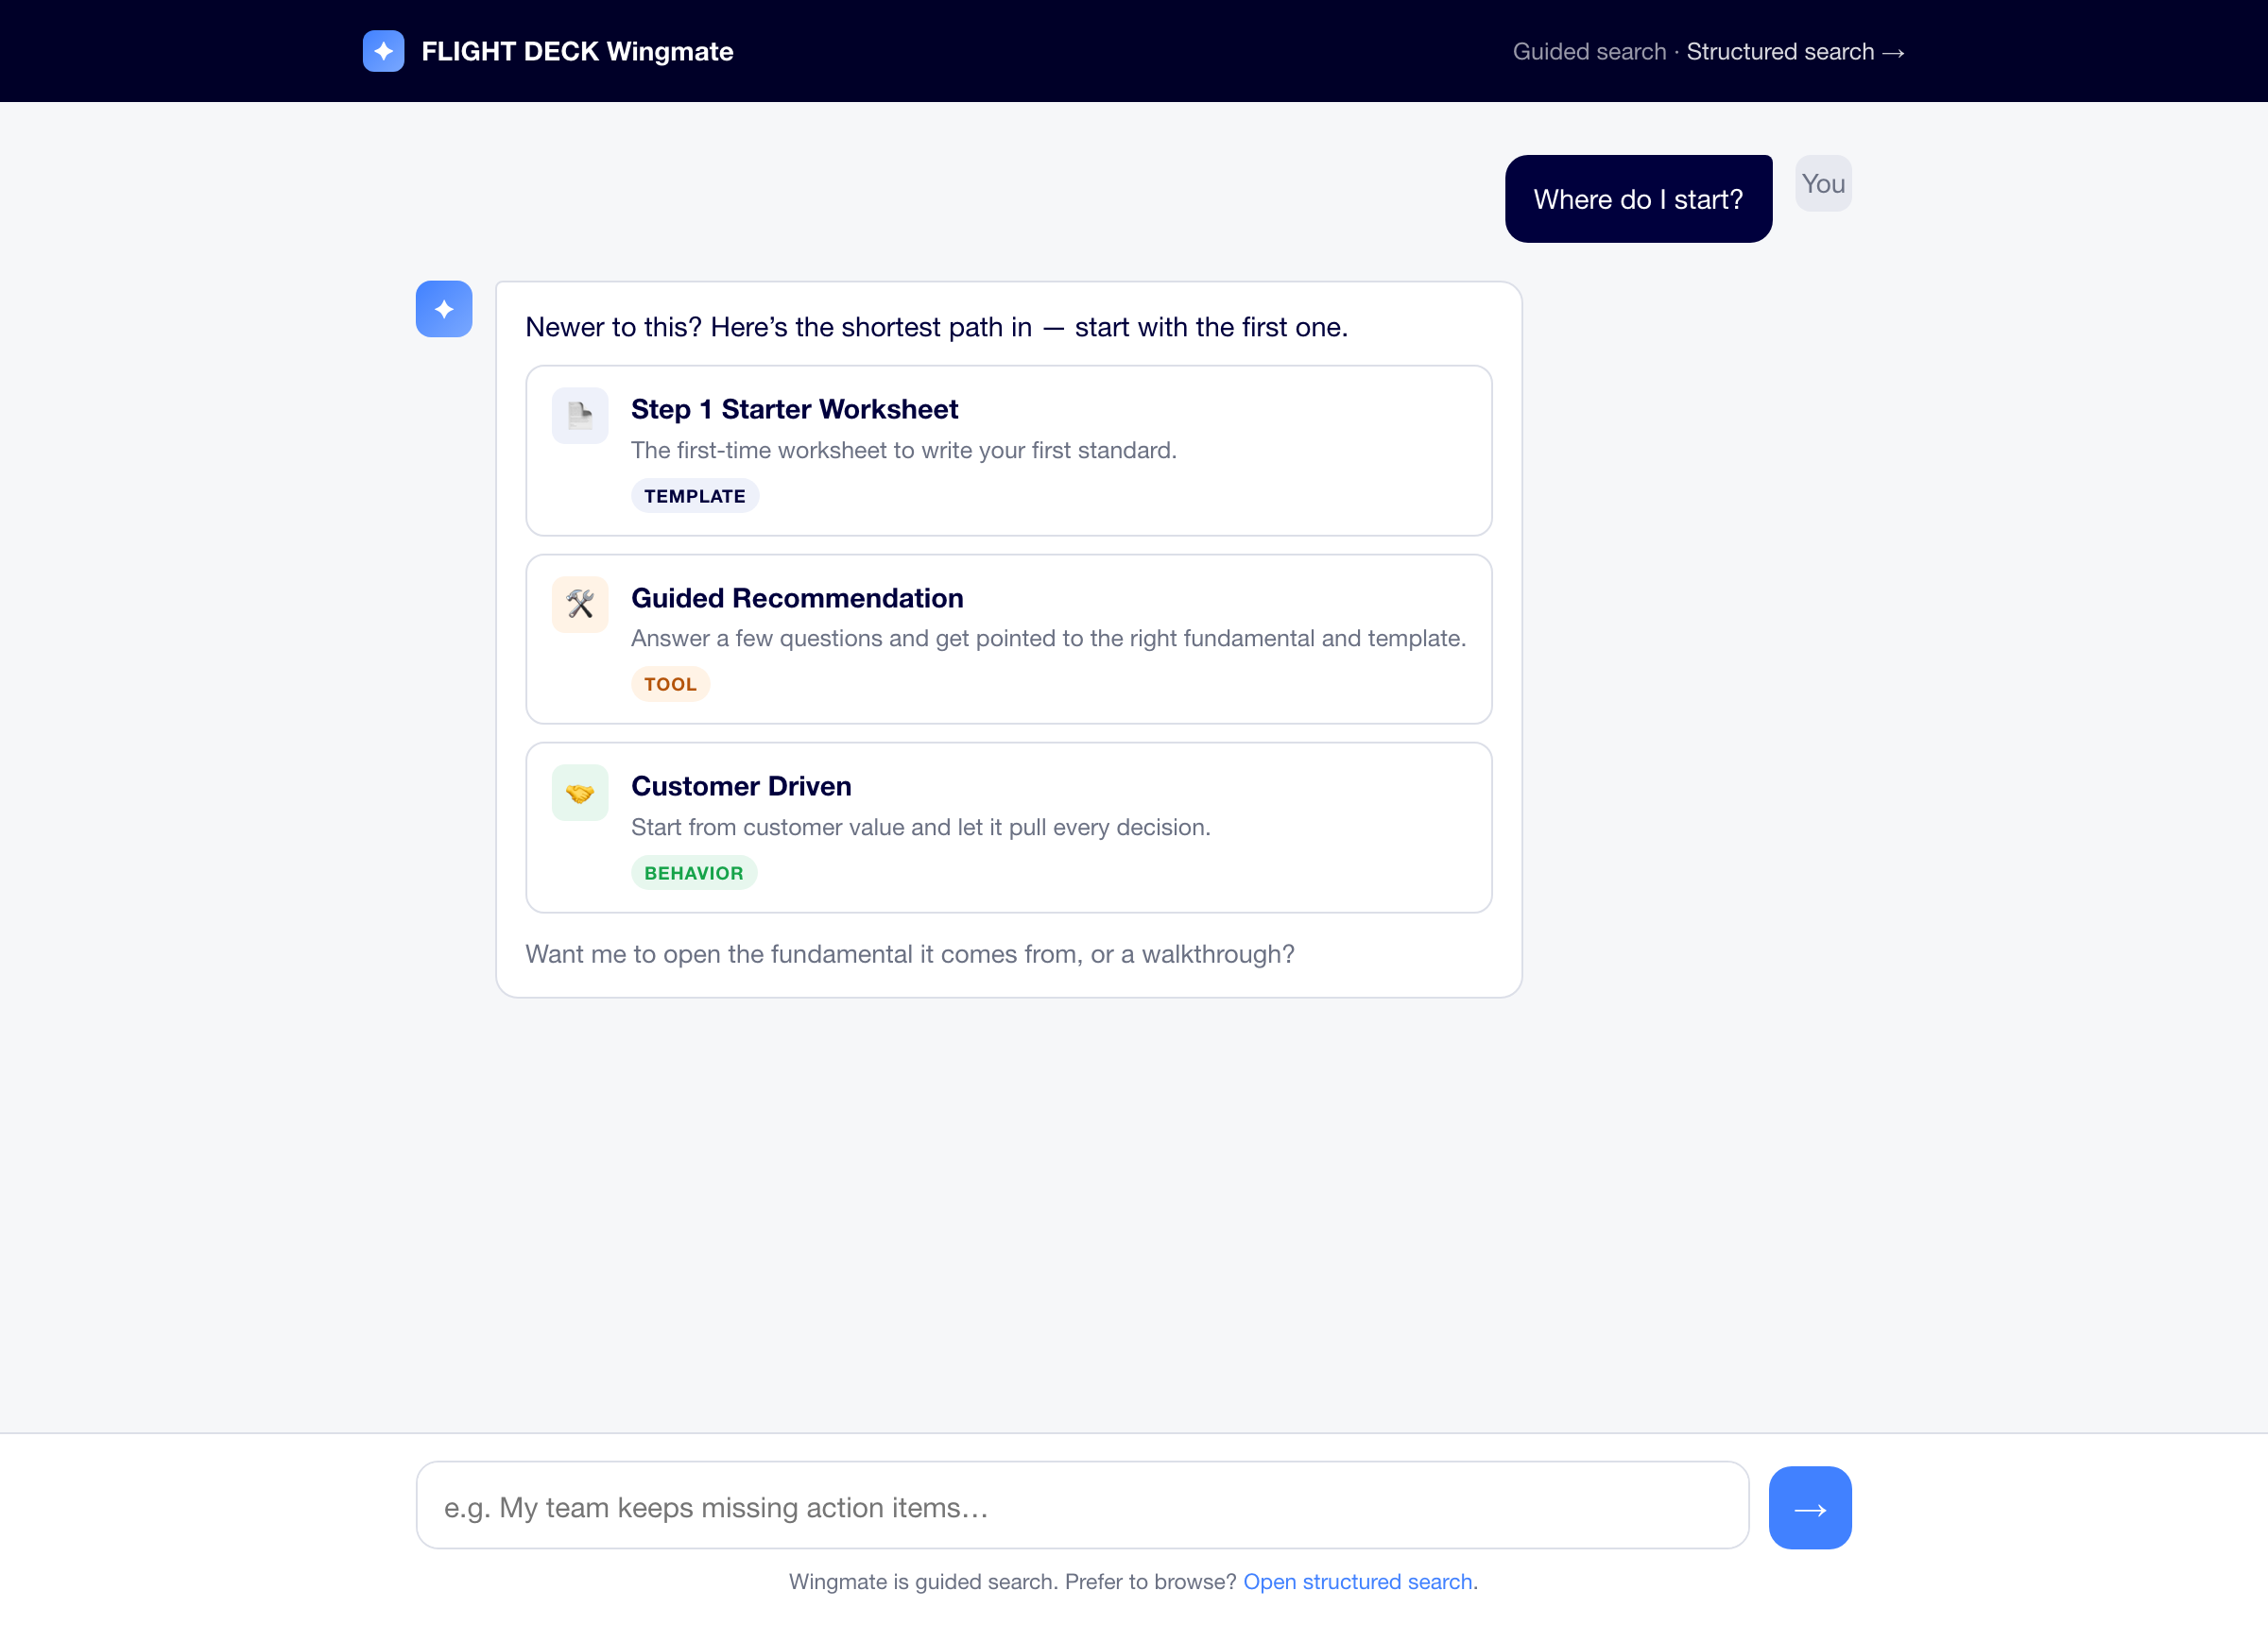 FLIGHT DECK Wingmate
Guided search · Structured search →
Where do I start?
You
Newer to this? Here’s the shortest path in — start with the first one.
Step 1 Starter Worksheet
The first-time worksheet to write your first standard.
TEMPLATE
Guided Recommendation
Answer a few questions and get pointed to the right fundamental and template.
TOOL
Customer Driven
Start from customer value and let it pull every decision.
BEHAVIOR
Want me to open the fundamental it comes from, or a walkthrough?
e.g. My team keeps missing action items…
→
Wingmate is guided search. Prefer to browse? Open structured search.